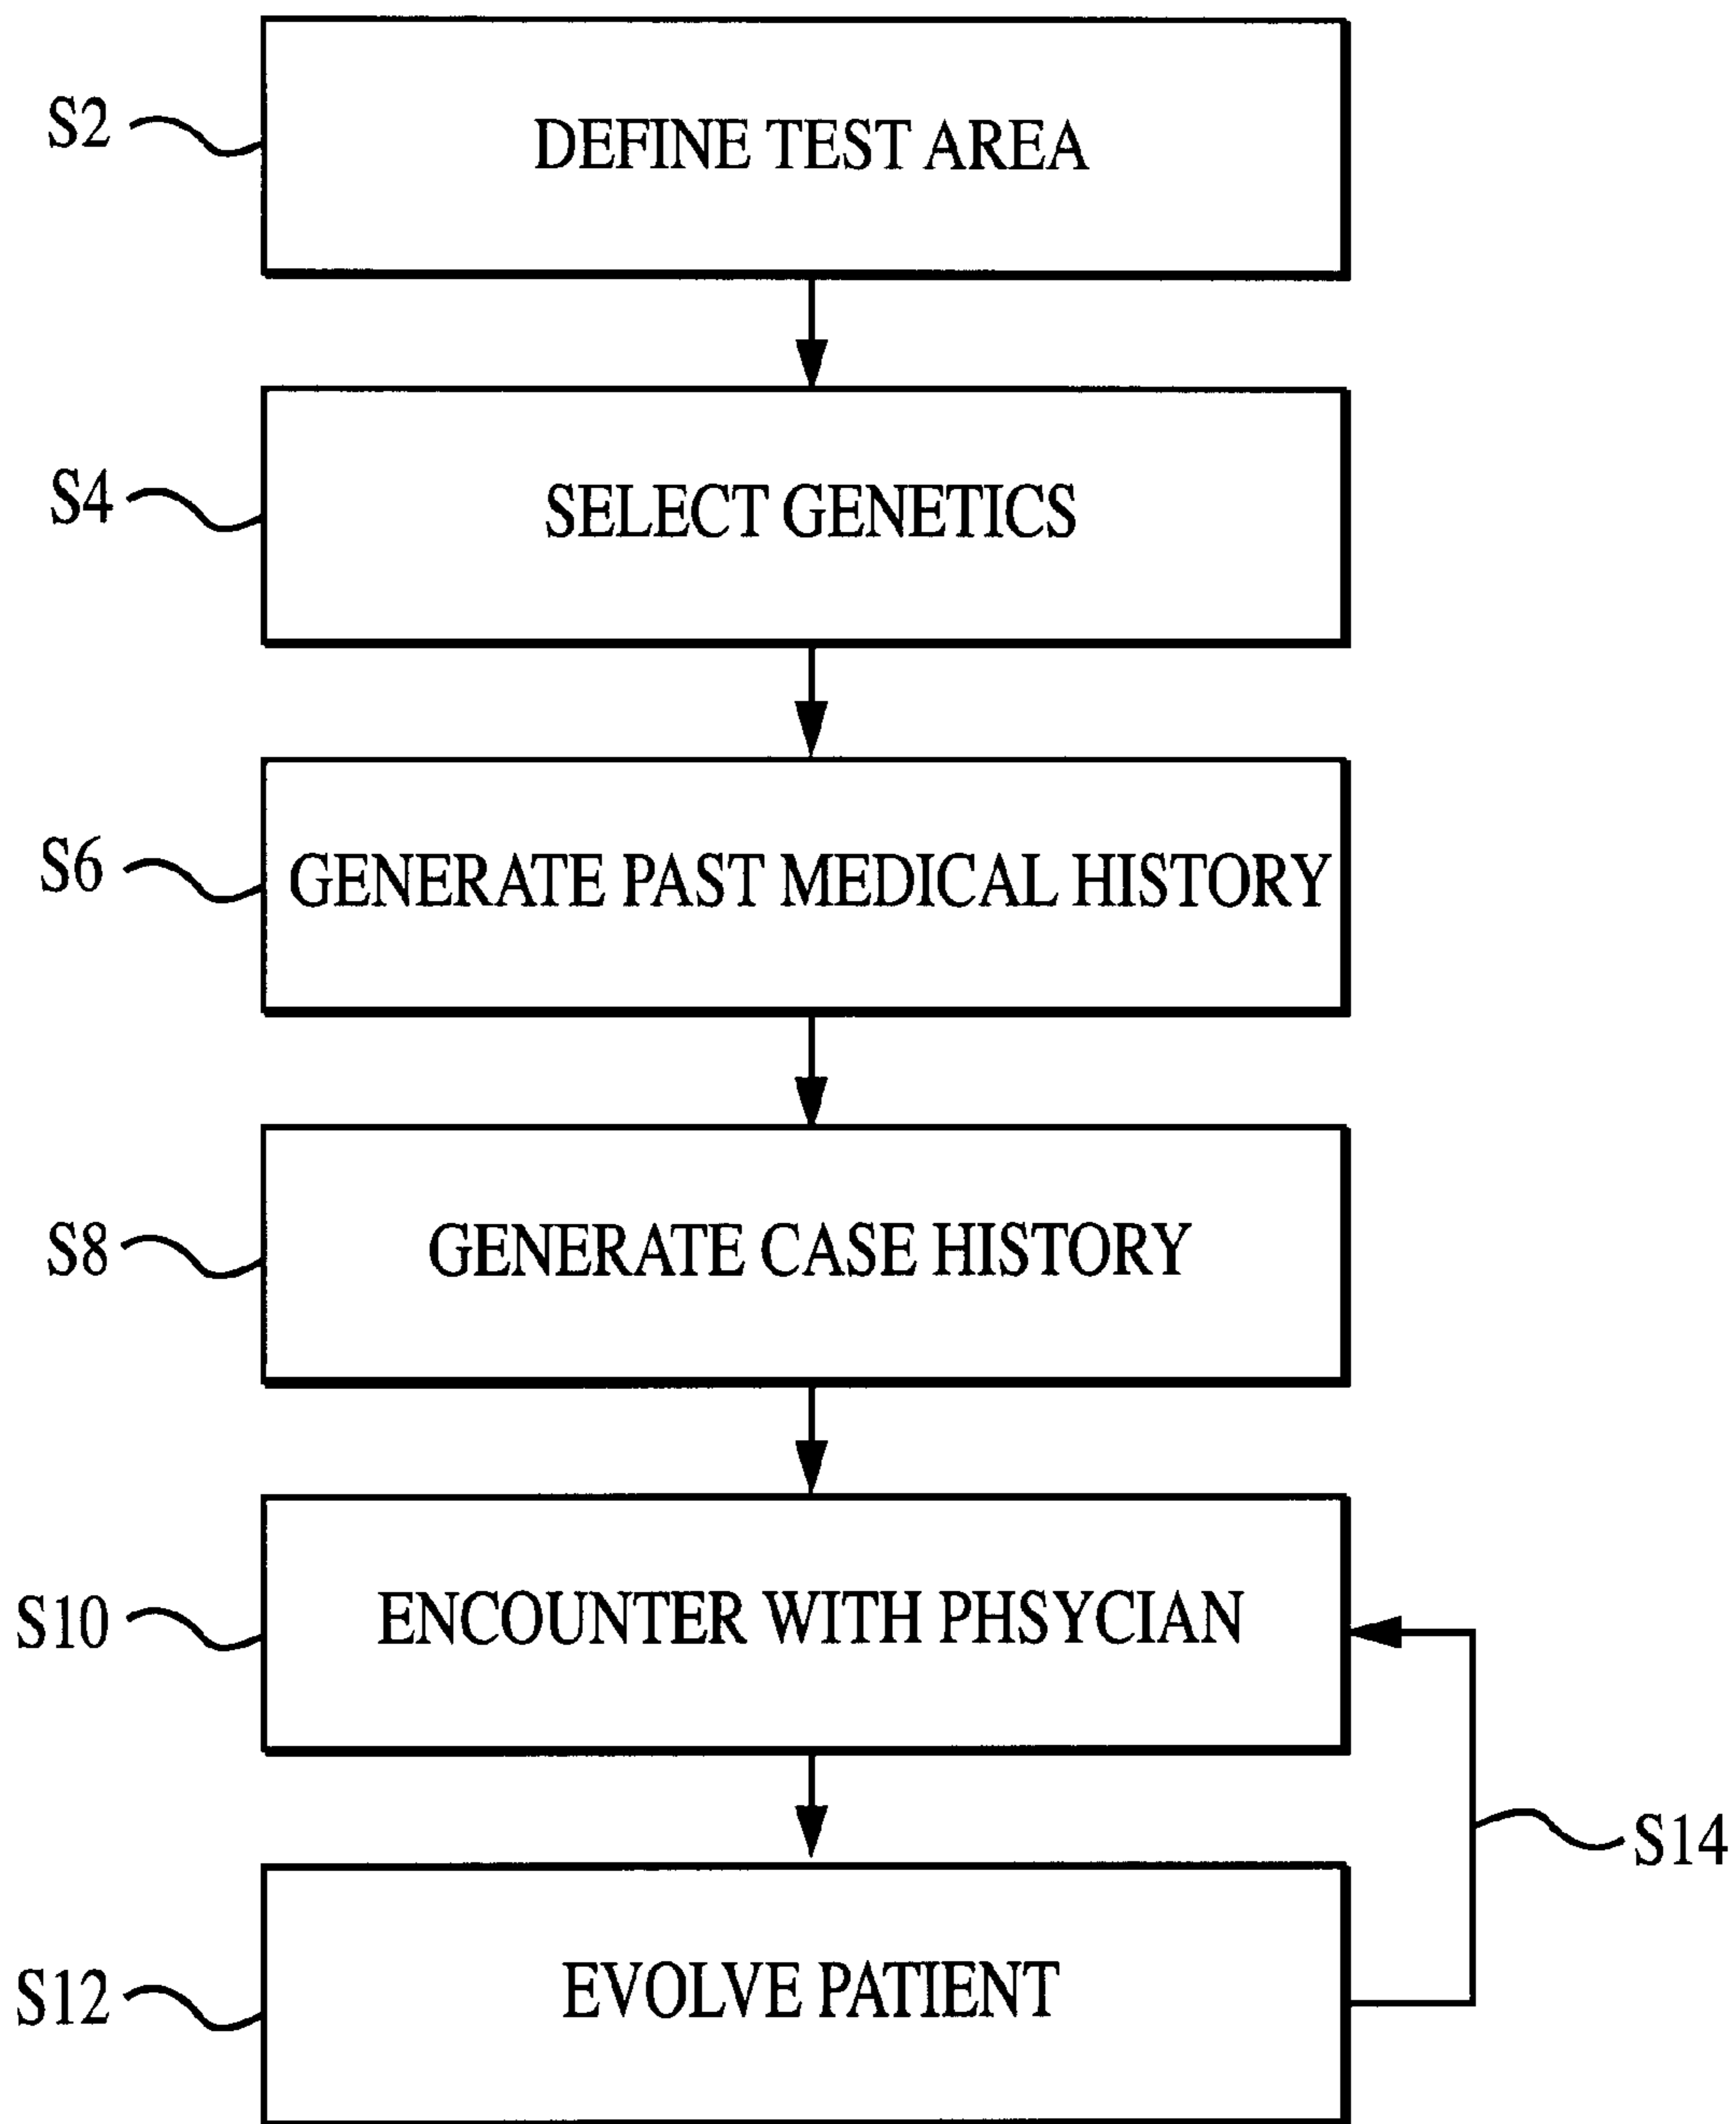 S2
DEFINE TEST AREA
S4
SELECT GENETICS
S6
GENERATE PAST MEDICAL HISTORY
S8
GENERATE CASE HISTORY
S10
ENCOUNTER WITH PHSYCIAN
S14
S12
EVOLVE PATIENT